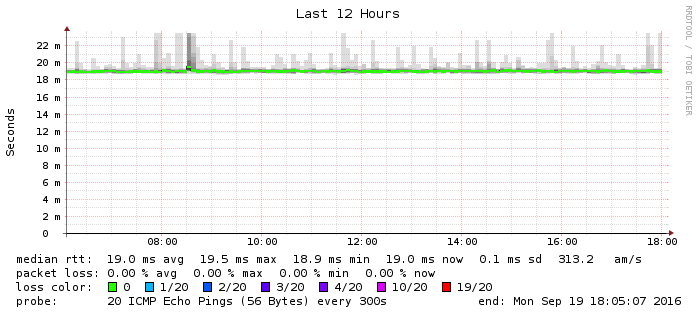 Last 12 Hours
RRDTOOL / TOBI OETIKER
Seconds
22 m
20 m
18 m
16 m
14 m
12 m
10 m
8 m
6 m
4 m
2 m
0
08:00 10:00 12:00 14:00 16:00 18:00
median rtt: 19.0 ms avg 19.5 ms max 18.9 ms min 19.0 ms now 0.1 ms sd 313.2 am/s
packet loss: 0.00 % avg 0.00 % max 0.00 % min 0.00 % now
loss color: 0 1/20 2/20 3/20 4/20 10/20 19/20
probe: 20 ICMP Echo Pings (56 Bytes) every 300s end: Mon Sep 19 18:05:07 2016